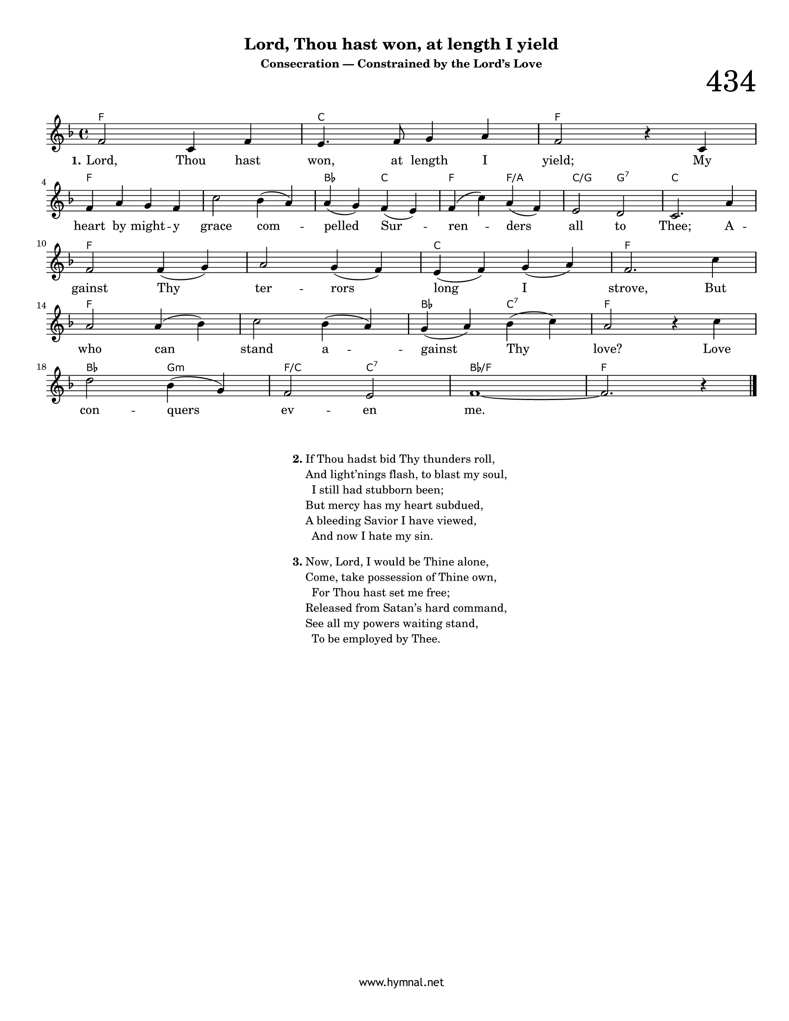 Lord, Thou hast won, at length I yield
Consecration — Constrained by the Lord's Love
434
F C F
1. Lord, Thou hast won, at length I yield; My
4 F B♭ C F F/A C/G G7 C
heart by might-y grace com - pelled Sur - ren - ders all to Thee; A -
10 F C F
gainst Thy ter - rors long I strove, But
14 F B♭ C7 F
who can stand a - gainst Thy love? Love
18 B♭ Gm F/C C7 B♭/F F
con - quers ev - en me.
2. If Thou hadst bid Thy thunders roll,
And light'nings flash, to blast my soul,
I still had stubborn been;
But mercy has my heart subdued,
A bleeding Savior I have viewed,
And now I hate my sin.
3. Now, Lord, I would be Thine alone,
Come, take possession of Thine own,
For Thou hast set me free;
Released from Satan's hard command,
See all my powers waiting stand,
To be employed by Thee.
www.hymnal.net